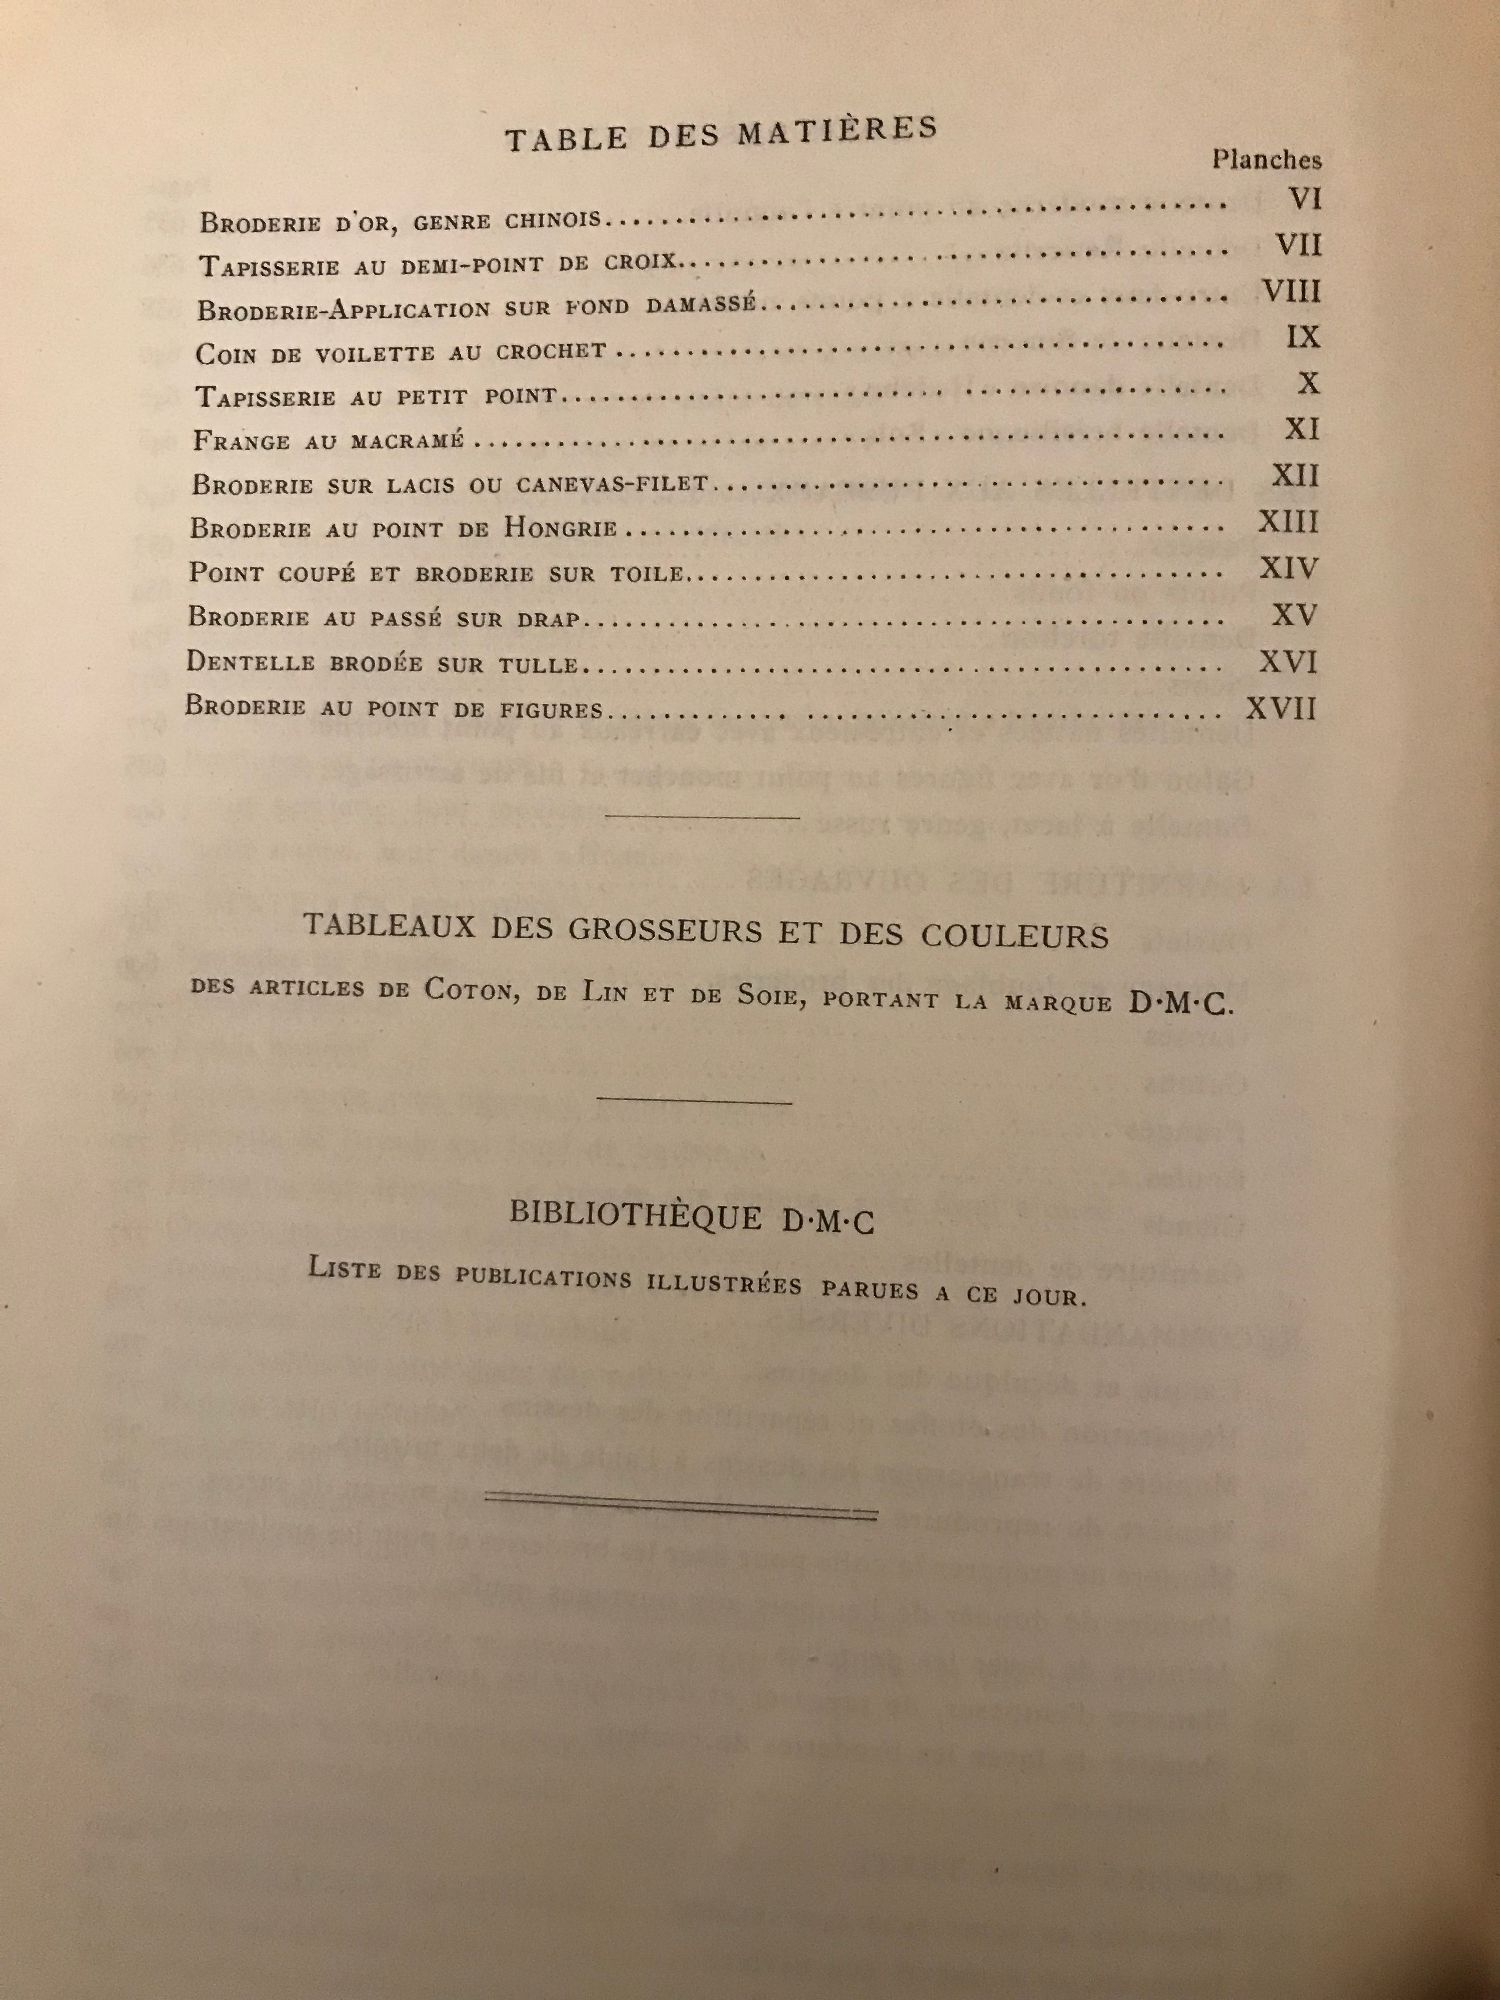 TABLE DES MATIÈRES
Planches
BRODERIE D'OR, GENRE CHINOIS VI
TAPISSERIE AU DEMI-POINT DE CROIX VII
BRODERIE-APPLICATION SUR FOND DAMASSÉ VIII
COIN DE VOILETTE AU CROCHET IX
TAPISSERIE AU PETIT POINT X
FRANGE AU MACRAMÉ XI
BRODERIE SUR LACIS OU CANEVAS-FILET XII
BRODERIE AU POINT DE HONGRIE XIII
POINT COUPÉ ET BRODERIE SUR TOILE XIV
BRODERIE AU PASSÉ SUR DRAP XV
DENTELLE BRODÉE SUR TULLE XVI
BRODERIE AU POINT DE FIGURES XVII
TABLEAUX DES GROSSEURS ET DES COULEURS
DES ARTICLES DE COTON, DE LIN ET DE SOIE, PORTANT LA MARQUE D·M·C.
BIBLIOTHÈQUE D·M·C
LISTE DES PUBLICATIONS ILLUSTRÉES PARUES A CE JOUR.